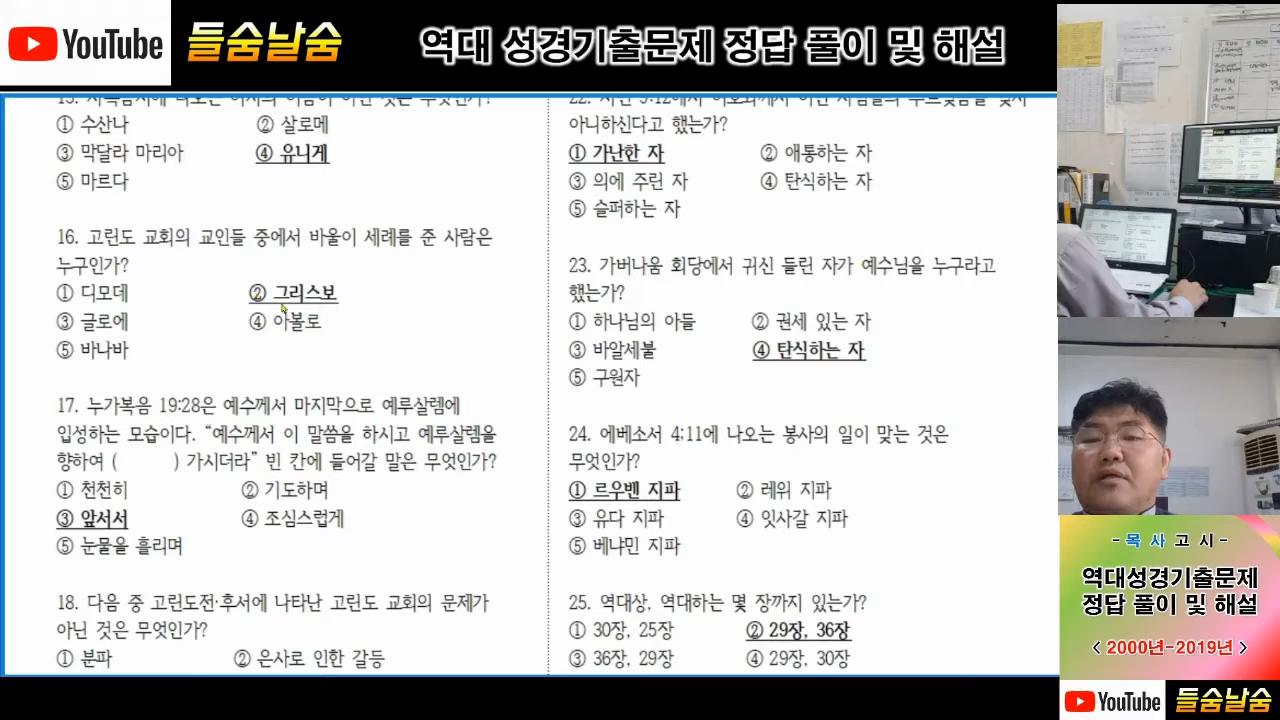 YouTube 들숨날숨
역대 성경기출문제 정답 풀이 및 해설
① 수산나 ② 살로메
③ 막달라 마리아 ④ 유니게
⑤ 마르다
16. 고린도 교회의 교인들 중에서 바울이 세례를 준 사람은
누구인가?
① 디모데 ② 그리스보
③ 글로에 ④ 아볼로
⑤ 바나바
17. 누가복음 19:28은 예수께서 마지막으로 예루살렘에
입성하는 모습이다. “예수께서 이 말씀을 하시고 예루살렘을
향하여 ( ) 가시더라” 빈 칸에 들어갈 말은 무엇인가?
① 천천히 ② 기도하며
③ 앞서서 ④ 조심스럽게
⑤ 눈물을 흘리며
18. 다음 중 고린도전·후서에 나타난 고린도 교회의 문제가
아닌 것은 무엇인가?
① 분파 ② 은사로 인한 갈등
아니하신다고 했는가?
① 가난한 자 ② 애통하는 자
③ 의에 주린 자 ④ 탄식하는 자
⑤ 슬퍼하는 자
23. 가버나움 회당에서 귀신 들린 자가 예수님을 누구라고
했는가?
① 하나님의 아들 ② 권세 있는 자
③ 바알세불 ④ 탄식하는 자
⑤ 구원자
24. 에베소서 4:11에 나오는 봉사의 일이 맞는 것은
무엇인가?
① 르우벤 지파 ② 레위 지파
③ 유다 지파 ④ 잇사갈 지파
⑤ 베냐민 지파
25. 역대상, 역대하는 몇 장까지 있는가?
① 30장, 25장 ② 29장, 36장
③ 36장, 29장 ④ 29장, 30장
- 목 사 고 시 -
역대성경기출문제
정답 풀이 및 해설
< 2000년-2019년 >
YouTube 들숨날숨